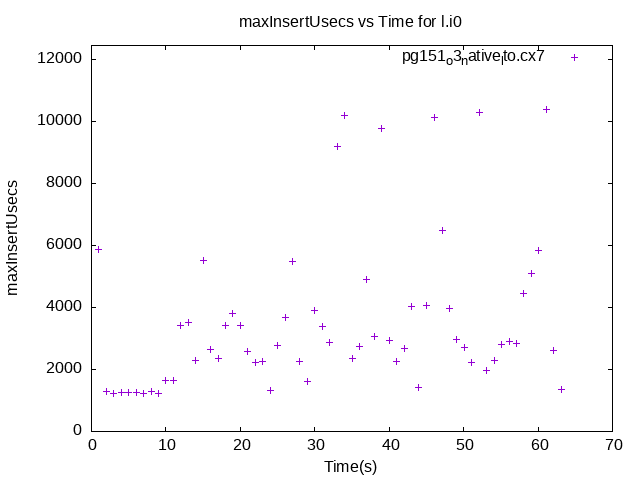 maxInsertUsecs vs Time for l.i0
pg151o3nativelto.cx7
maxInsertUsecs
12000
10000
8000
6000
4000
2000
0
0 10 20 30 40 50 60 70
Time(s)